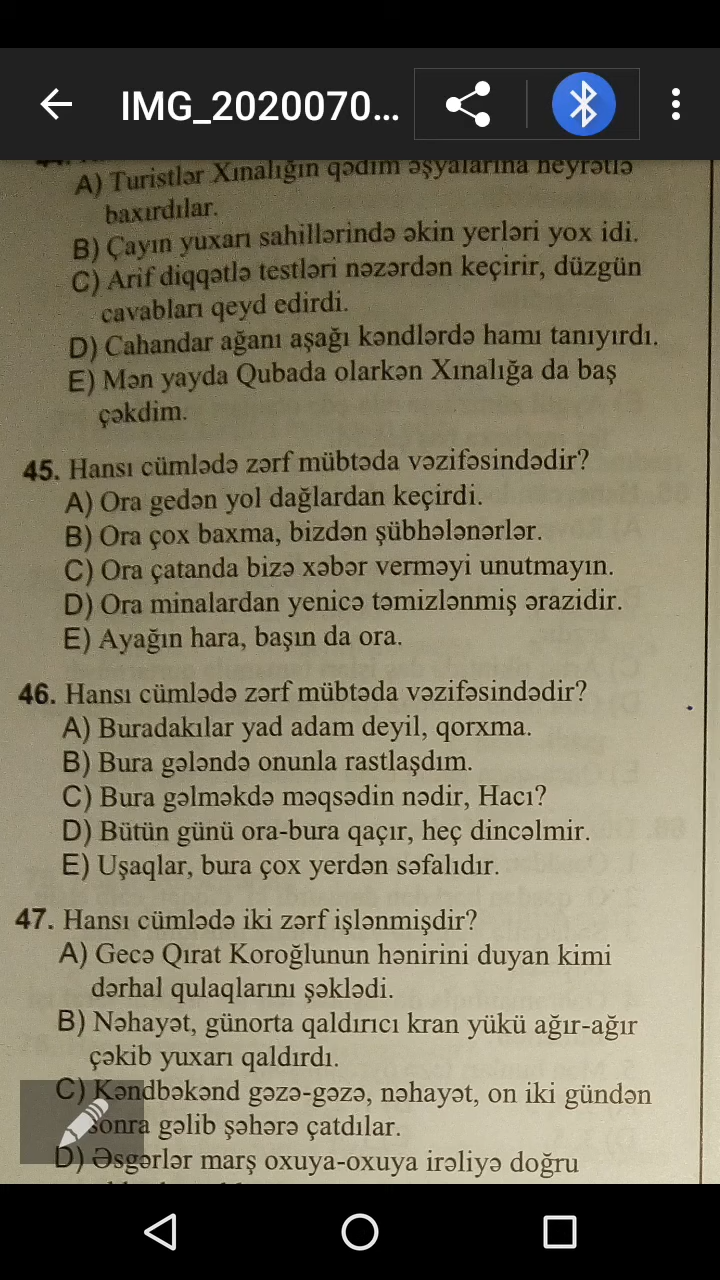 IMG_2020070...
A) Turistlər Xınalığın qədim əşyalarına heyrətlə
baxırdılar.
B) Çayın yuxarı sahillərində əkin yerləri yox idi.
C) Arif diqqətlə testləri nəzərdən keçirir, düzgün
cavabları qeyd edirdi.
D) Cahandar ağanı aşağı kəndlərdə hamı tanıyırdı.
E) Mən yayda Qubada olarkən Xınalığa da baş
çəkdim.
45. Hansı cümlədə zərf mübtəda vəzifəsindədir?
A) Ora gedən yol dağlardan keçirdi.
B) Ora çox baxma, bizdən şübhələnərlər.
C) Ora çatanda bizə xəbər verməyi unutmayın.
D) Ora minalardan yenicə təmizlənmiş ərazidir.
E) Ayağın hara, başın da ora.
46. Hansı cümlədə zərf mübtəda vəzifəsindədir?
A) Buradakılar yad adam deyil, qorxma.
B) Bura gələndə onunla rastlaşdım.
C) Bura gəlməkdə məqsədin nədir, Hacı?
D) Bütün günü ora-bura qaçır, heç dincəlmir.
E) Uşaqlar, bura çox yerdən səfalıdır.
47. Hansı cümlədə iki zərf işlənmişdir?
A) Gecə Qırat Koroğlunun hənirini duyan kimi
dərhal qulaqlarını şəklədi.
B) Nəhayət, günorta qaldırıcı kran yükü ağır-ağır
çəkib yuxarı qaldırdı.
C) Kəndbəkənd gəzə-gəzə, nəhayət, on iki gündən
sonra gəlib şəhərə çatdılar.
D) Əsgərlər marş oxuya-oxuya irəliyə doğru